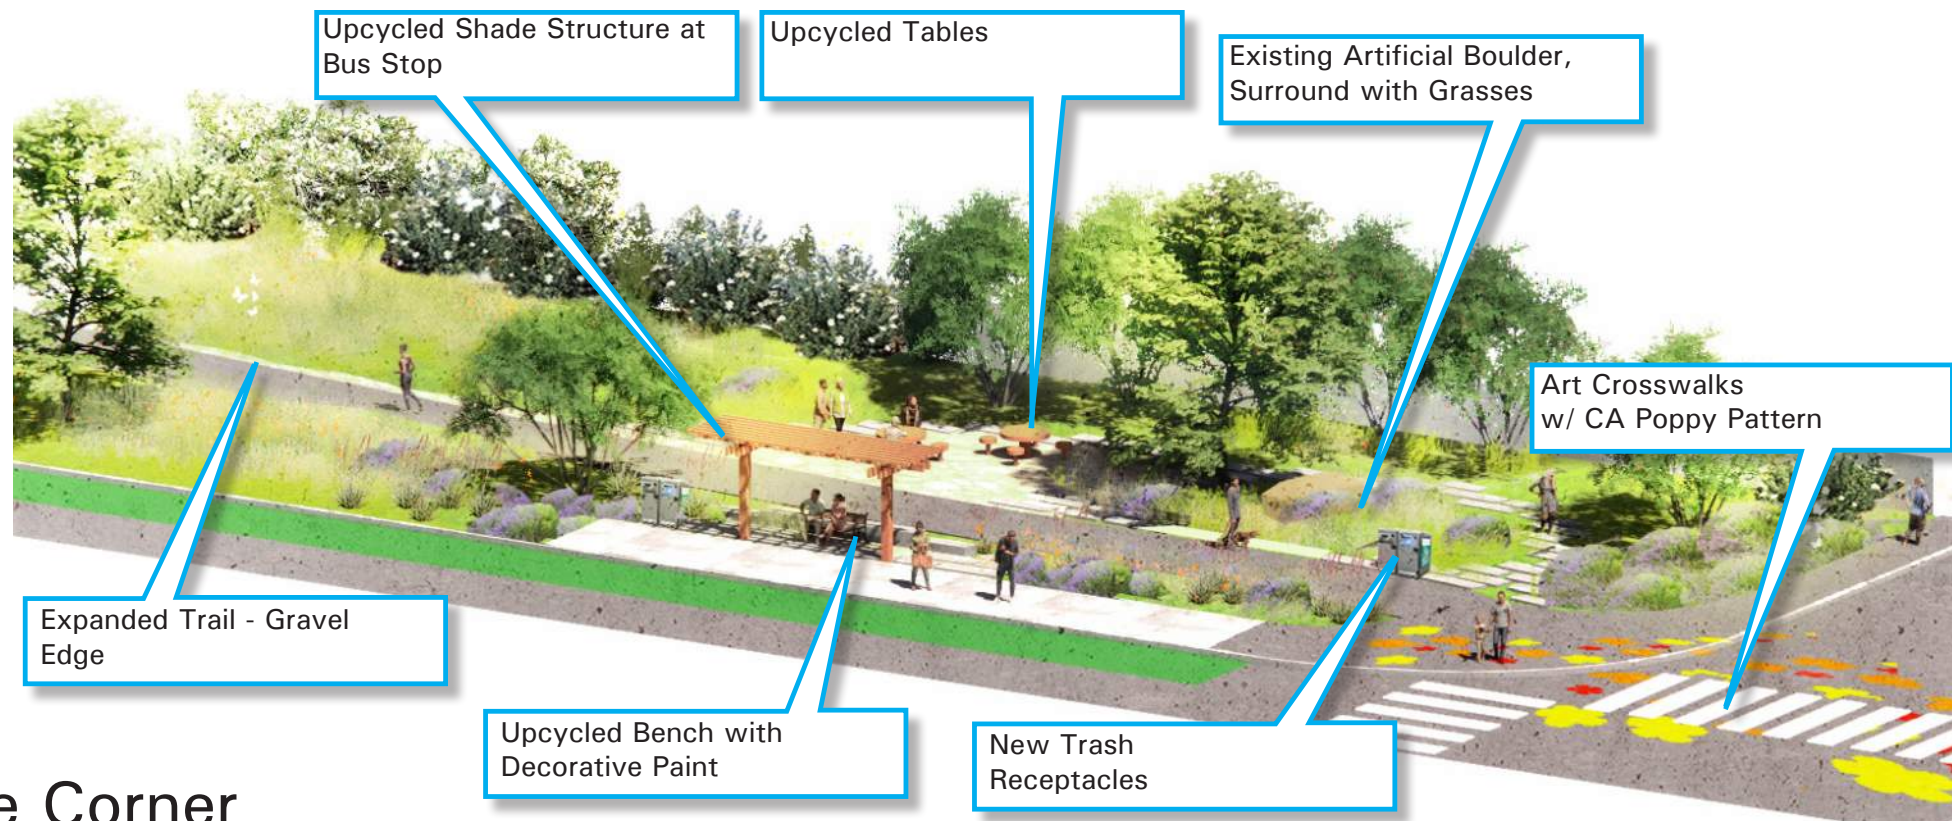 Upcycled Shade Structure at
Bus Stop
Upcycled Tables
Existing Artificial Boulder,
Surround with Grasses
Art Crosswalks
w/ CA Poppy Pattern
Expanded Trail - Gravel
Edge
Upcycled Bench with
Decorative Paint
New Trash
Receptacles
e Corner